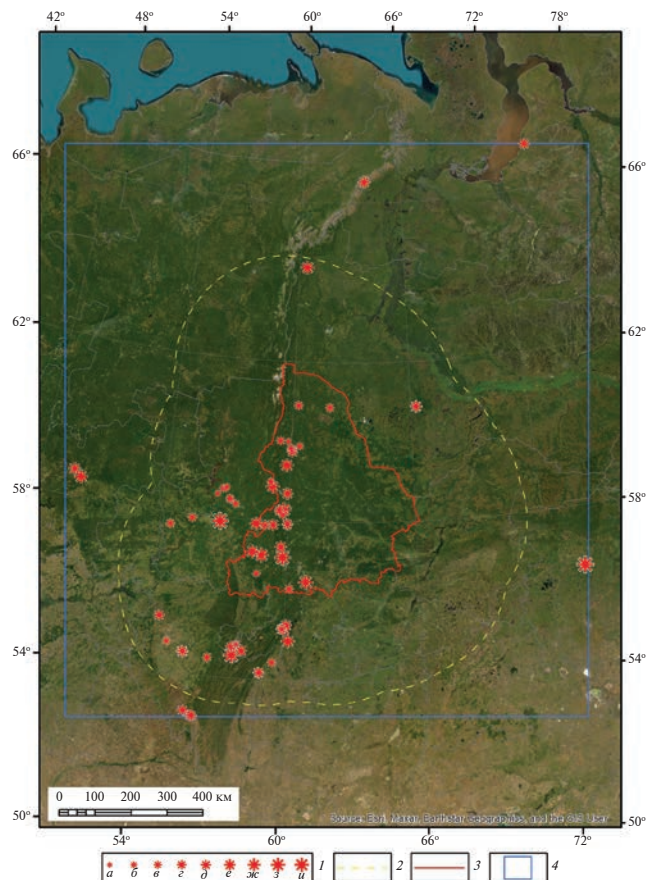 42° 48° 54° 60° 66° 72° 78°
66° 66°
62° 62°
58° 58°
54° 54°
50° 50°
0 100 200 300 400 км
Source: Esri, Maxar, Earthstar Geographics, and the GIS User
54° 60° 66° 72°
а б в г д е ж з и 1 2 3 4